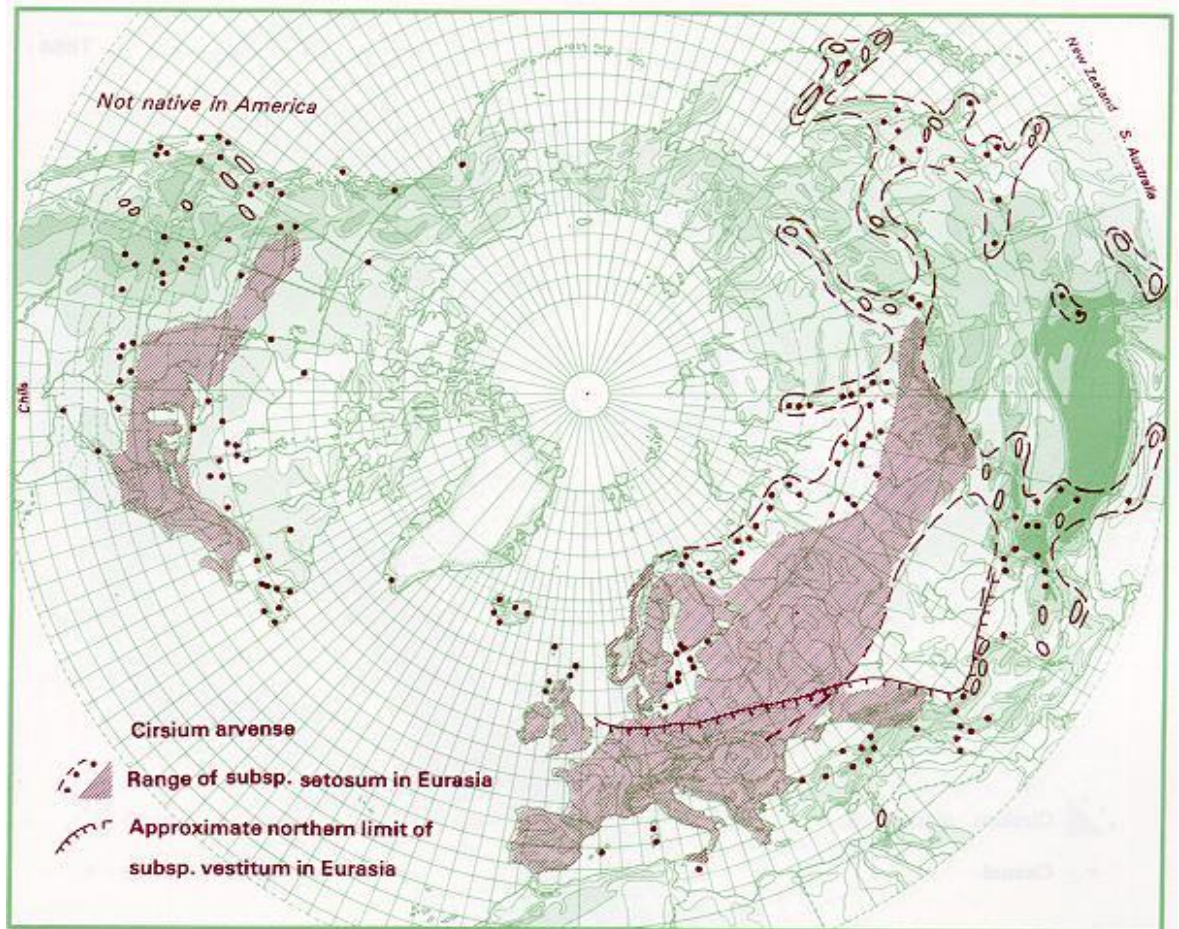 Not native in America
New Zealand
S. Australia
Chile
Cirsium arvense
Range of subsp. setosum in Eurasia
Approximate northern limit of
subsp. vestitum in Eurasia